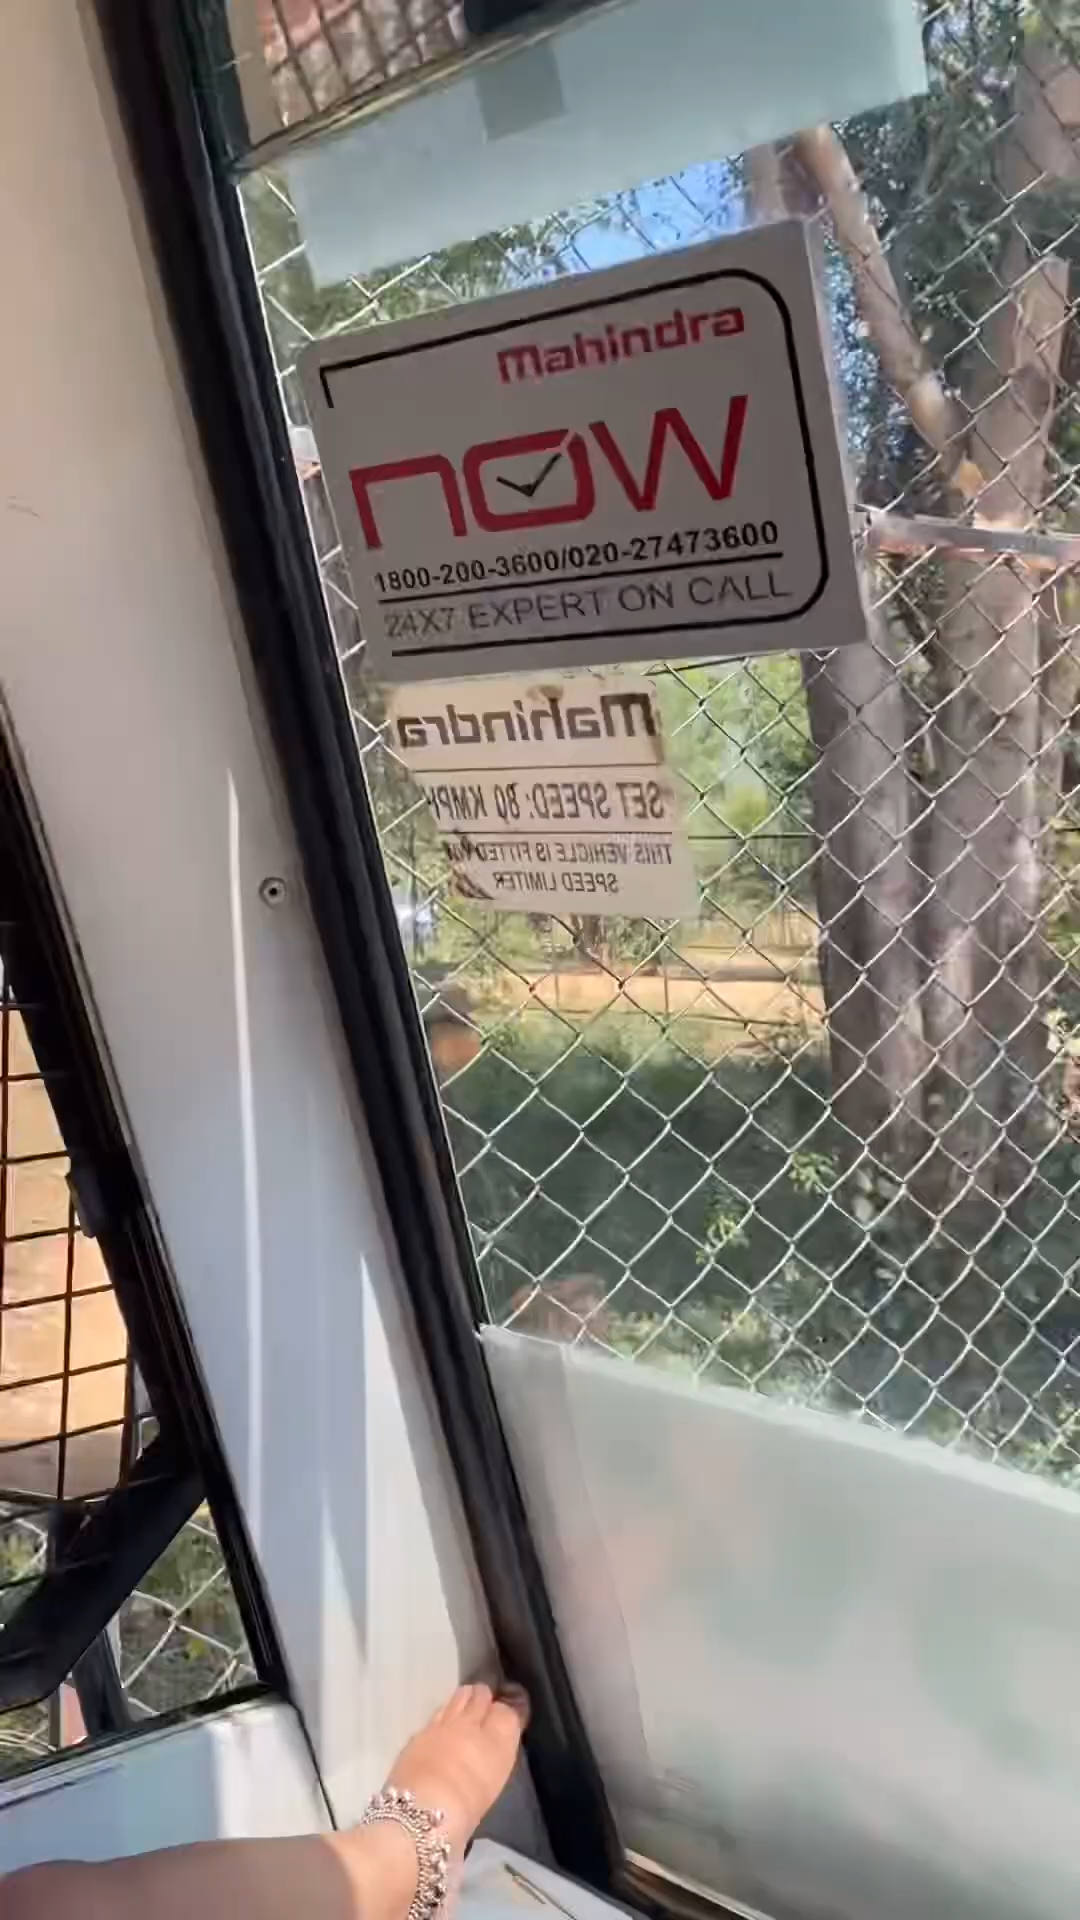 Mahindra
now
1800-200-3600/020-27473600
24X7 EXPERT ON CALL
Mahindra
SET SPEED: 80 KMPH
THIS VEHICLE IS FITTED
SPEED LIMITER